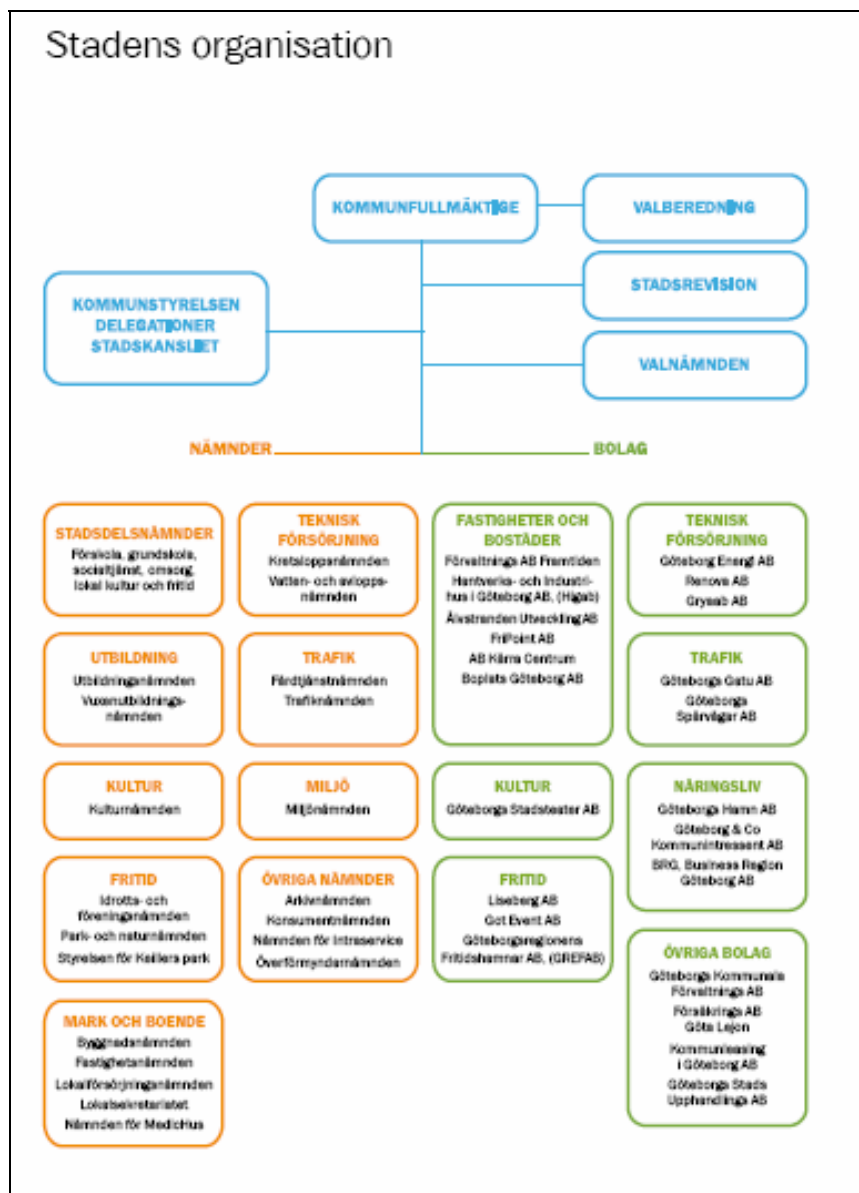 Stadens organisation
KOMMUNFULLMÄKTIGE
VALBEREDNING
STADSREVISION
KOMMUNSTYRELSEN
DELEGATIONER
STADSKANSLIET
VALNÄMNDEN
NÄMNDER
BOLAG
STADSDELSNÄMNDER
Förskola, grundskola,
socialtjänst, omsorg,
lokal kultur och fritid
TEKNISK
FÖRSÖRJNING
Kretsloppsnämnden
Vatten- och avlopps-
nämnden
FASTIGHETER OCH
BOSTÄDER
Förvaltnings AB Framtiden
Hantverks- och Industri-
hus i Göteborg AB, (Higab)
Älvstranden Utveckling AB
FriPoint AB
AB Kärra Centrum
Boplats Göteborg AB
TEKNISK
FÖRSÖRJNING
Göteborg Energi AB
Renova AB
Gryaab AB
UTBILDNING
Utbildningsnämnden
Vuxenutbildnings-
nämnden
TRAFIK
Färdtjänstnämnden
Trafiknämnden
TRAFIK
Göteborgs Gatu AB
Göteborgs
Spårvägar AB
KULTUR
Kulturnämnden
MILJÖ
Miljönämnden
KULTUR
Göteborgs Stadsteater AB
NÄRINGSLIV
Göteborgs Hamn AB
Göteborg & Co
Kommunintressent AB
BRG, Business Region
Göteborg AB
FRITID
Idrotts- och
föreningsnämnden
Park- och naturnämnden
Styrelsen för Keillers park
ÖVRIGA NÄMNDER
Arkivnämnden
Konsumentnämnden
Nämnden för Intraservice
Överförmyndarnämnden
FRITID
Liseberg AB
Got Event AB
Göteborgsregionens
Fritidshamnar AB, (GREFAB)
ÖVRIGA BOLAG
Göteborgs Kommunala
Förvaltnings AB
Försäkrings AB
Göta Lejon
Kommunleasing
i Göteborg AB
Göteborgs Stads
Upphandlings AB
MARK OCH BOENDE
Byggnadsnämnden
Fastighetsnämnden
Lokalförsörjningsnämnden
Lokalsekretariatet
Nämnden för MedicHus